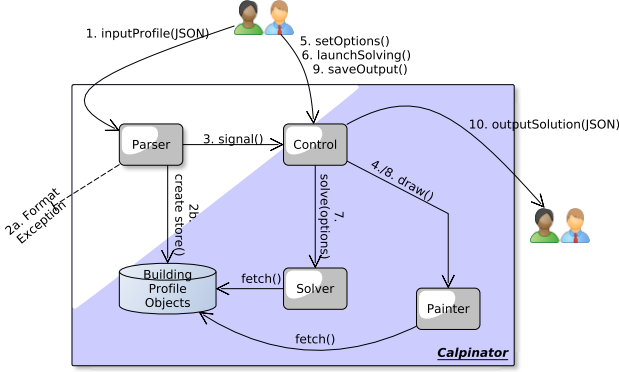 1. inputProfile(JSON)
5. setOptions()
6. launchSolving()
9. saveOutput()
10. outputSolution(JSON)
Parser
3. signal()
Control
4./8. draw()
2a. Format
Exception
2b.
create store()
7.
solve(options)
Building
Profile
Objects
fetch()
Solver
Painter
fetch()
Calpinator